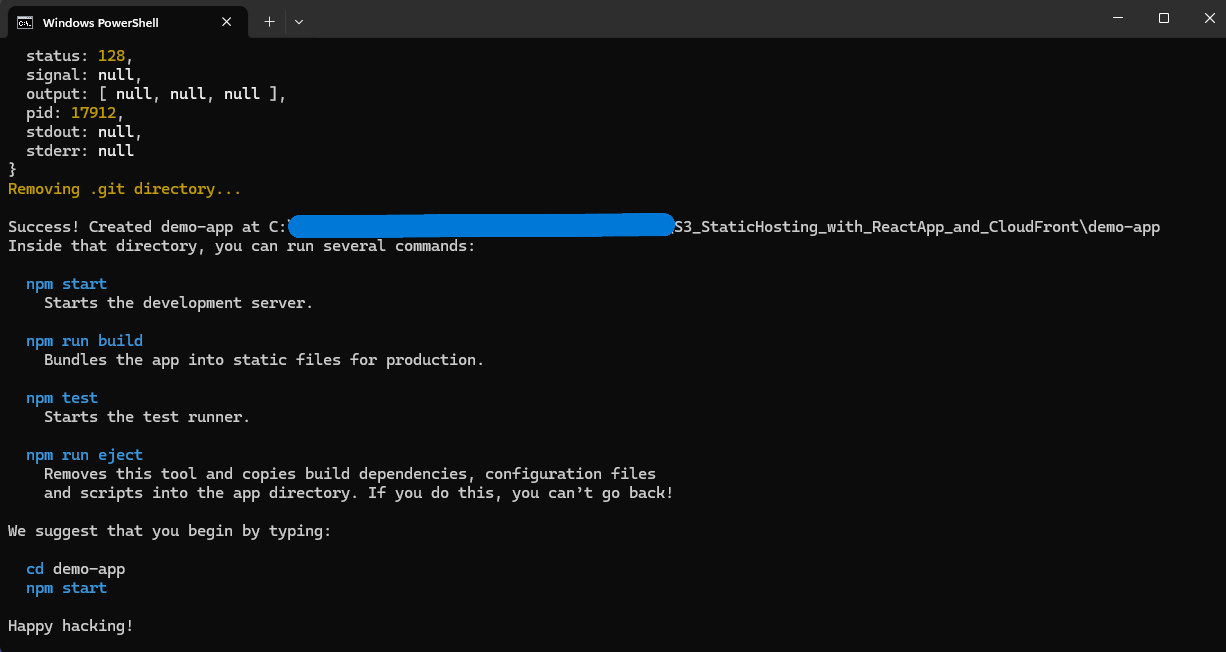 Windows PowerShell
status: 128,
signal: null,
output: [ null, null, null ],
pid: 17912,
stdout: null,
stderr: null
}
Removing .git directory...
Success! Created demo-app at C: S3_StaticHosting_with_ReactApp_and_CloudFront\demo-app
Inside that directory, you can run several commands:
npm start
Starts the development server.
npm run build
Bundles the app into static files for production.
npm test
Starts the test runner.
npm run eject
Removes this tool and copies build dependencies, configuration files
and scripts into the app directory. If you do this, you can’t go back!
We suggest that you begin by typing:
cd demo-app
npm start
Happy hacking!